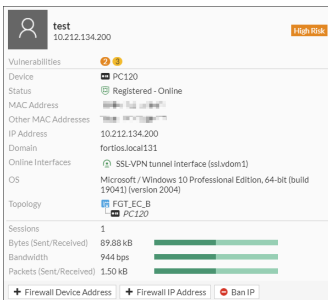 test
10.212.134.200
High Risk
Vulnerabilities 2 3
Device PC120
Status Registered - Online
MAC Address
Other MAC Addresses
IP Address 10.212.134.200
Domain fortios.local131
Online Interfaces SSL-VPN tunnel interface (ssl.vdom1)
OS Microsoft / Windows 10 Professional Edition, 64-bit (build
19041) (version 2004)
Topology FGT_EC_B
PC120
Sessions 1
Bytes (Sent/Received) 89.88 kB
Bandwidth 944 bps
Packets (Sent/Received) 1.50 kB
+ Firewall Device Address + Firewall IP Address Ban IP